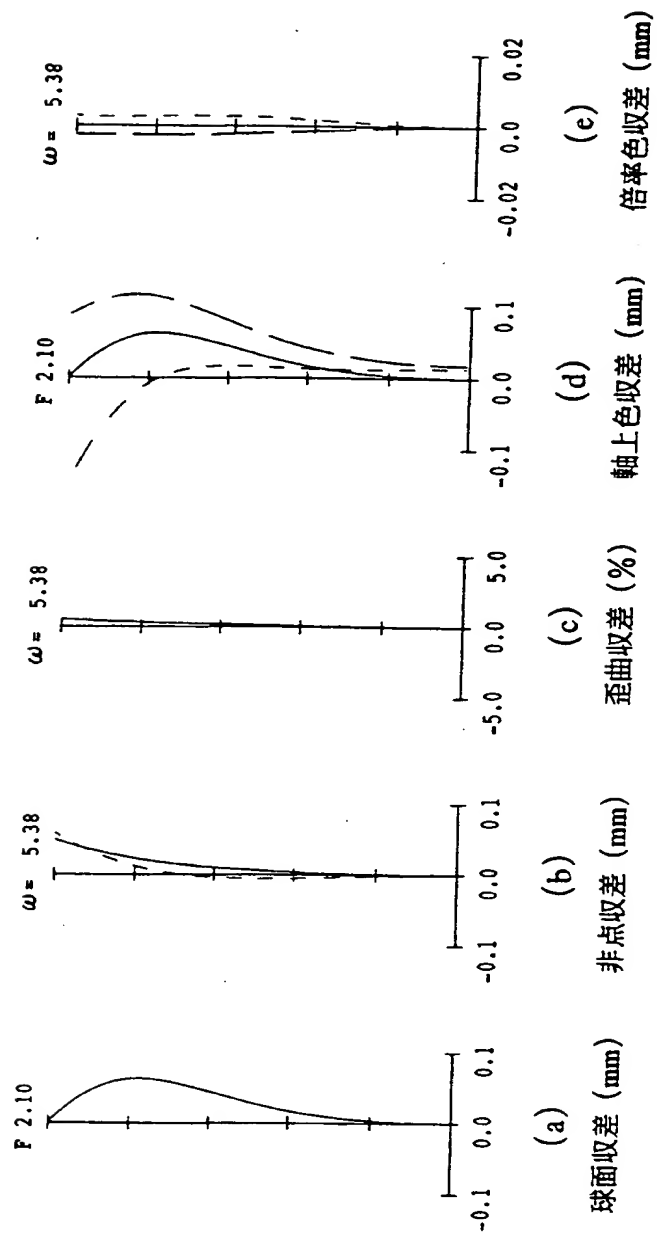 F 2.10
-0.1 0.0 0.1
(a)
球面収差 (mm)
ω= 5.38
-0.1 0.0 0.1
(b)
非点収差 (mm)
ω= 5.38
-5.0 0.0 5.0
(c)
歪曲収差 (%)
F 2.10
-0.1 0.0 0.1
(d)
軸上色収差 (mm)
ω= 5.38
-0.02 0.0 0.02
(e)
倍率色収差 (mm)